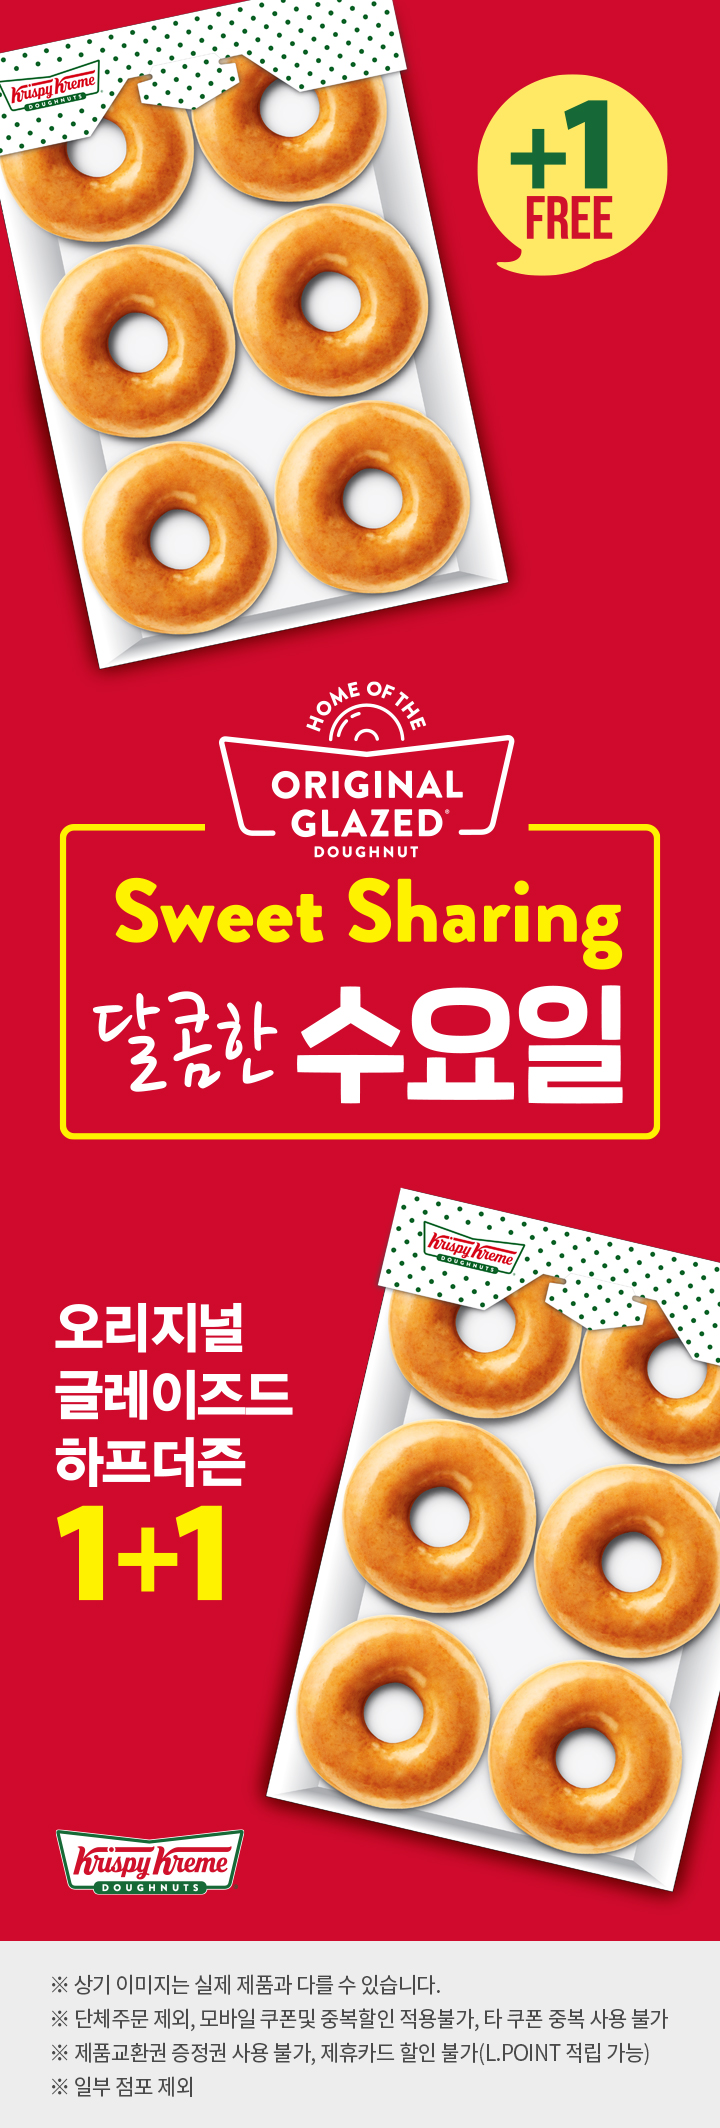 Krispy Kreme
DOUGHNUTS
+1
FREE
HOME OF THE
ORIGINAL
GLAZED®
DOUGHNUT
Sweet Sharing
달콤한 수요일
Krispy Kreme
DOUGHNUTS
오리지널
글레이즈드
하프더즌
1+1
Krispy Kreme
DOUGHNUTS
※ 상기 이미지는 실제 제품과 다를 수 있습니다.
※ 단체주문 제외, 모바일 쿠폰및 중복할인 적용불가, 타 쿠폰 중복 사용 불가
※ 제품교환권 증정권 사용 불가, 제휴카드 할인 불가(L.POINT 적립 가능)
※ 일부 점포 제외